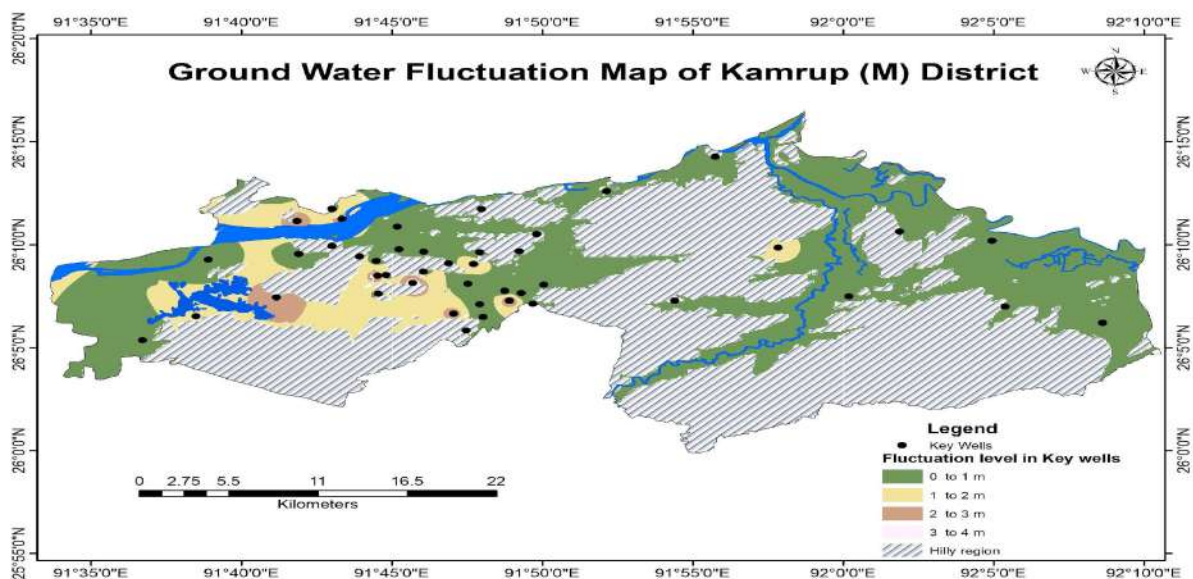 91°35'0"E 91°40'0"E 91°45'0"E 91°50'0"E 91°55'0"E 92°0'0"E 92°5'0"E 92°10'0"E
26°20'0"N
Ground Water Fluctuation Map of Kamrup (M) District
N
W E
S
26°15'0"N 26°15'0"N
26°10'0"N 26°10'0"N
26°5'0"N 26°5'0"N
26°0'0"N 26°0'0"N
Legend
Key Wells
Fluctuation level in Key wells
0 to 1 m
1 to 2 m
2 to 3 m
3 to 4 m
Hilly region
0 2.75 5.5 11 16.5 22
Kilometers
25°55'0"N
91°35'0"E 91°40'0"E 91°45'0"E 91°50'0"E 91°55'0"E 92°0'0"E 92°5'0"E 92°10'0"E